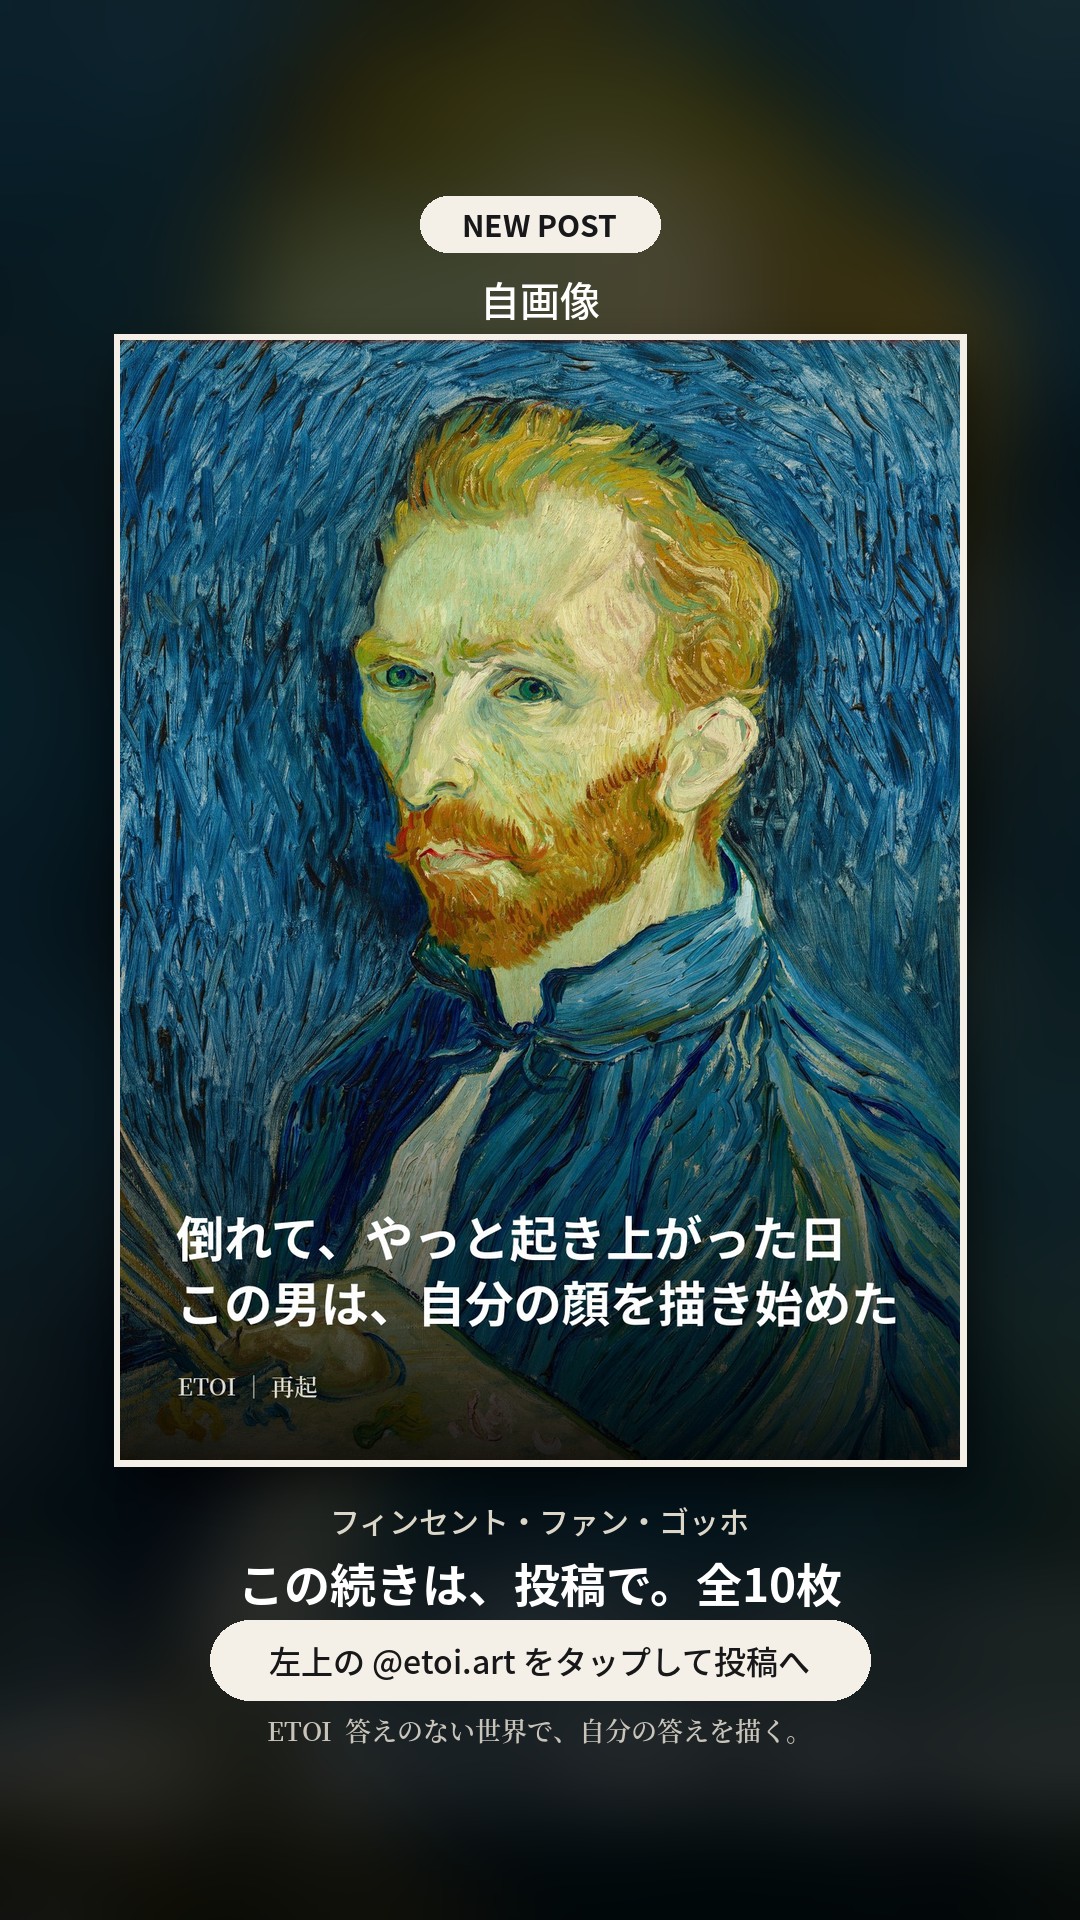 NEW POST
自画像
倒れて、やっと起き上がった日
この男は、自分の顔を描き始めた
ETOI｜再起
フィンセント・ファン・ゴッホ
この続きは、投稿で。全10枚
左上の @etoi.art をタップして投稿へ
ETOI 答えのない世界で、自分の答えを描く。